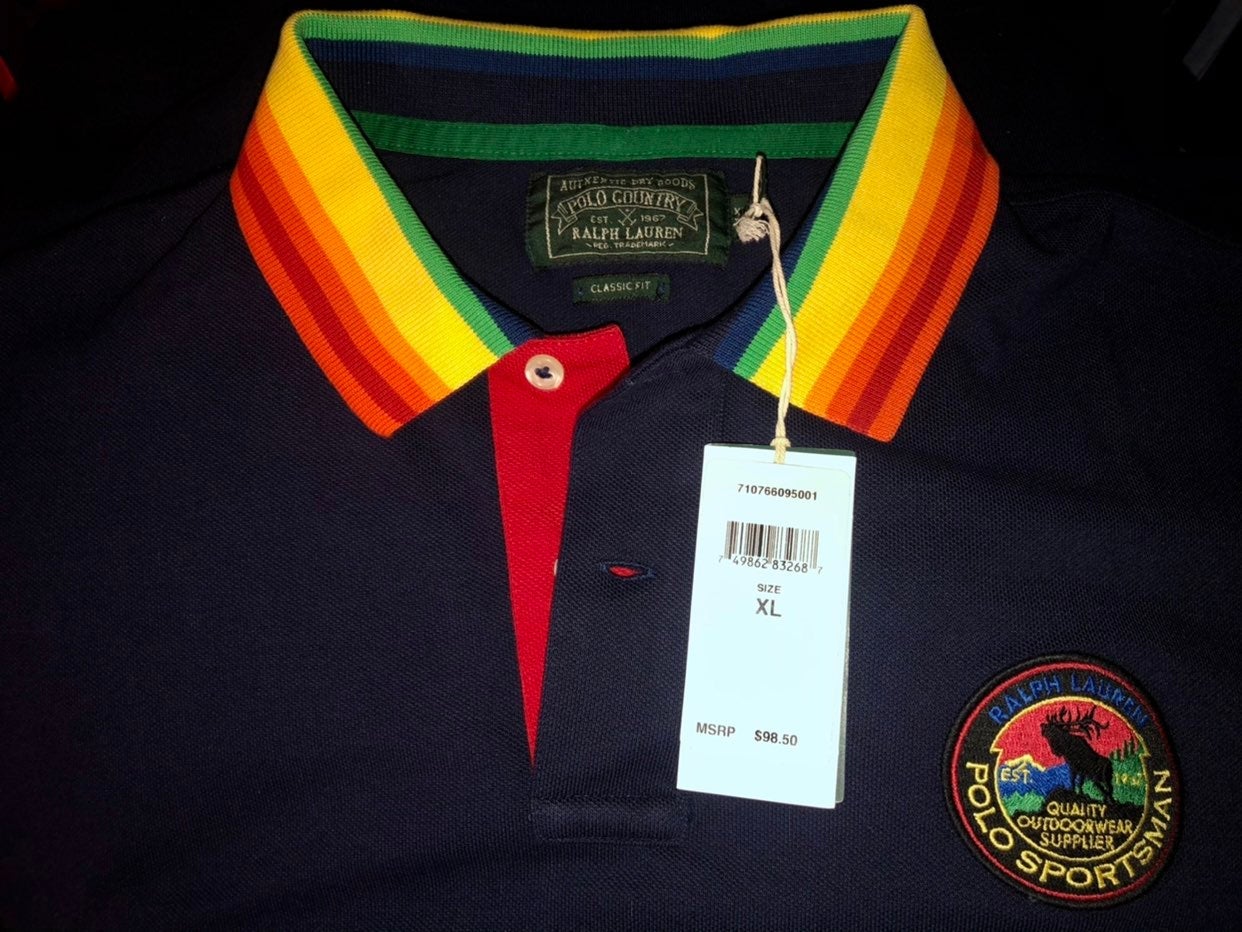 AUTHENTIC DRY GOODS
POLO COUNTRY
EST. 1967
RALPH LAUREN
REG. TRADEMARK
CLASSIC FIT
710766095001
7 49862 83268 7
SIZE
XL
MSRP $98.50
RALPH LAUREN
EST. 1967
QUALITY
OUTDOORWEAR
SUPPLIER
POLO SPORTSMAN